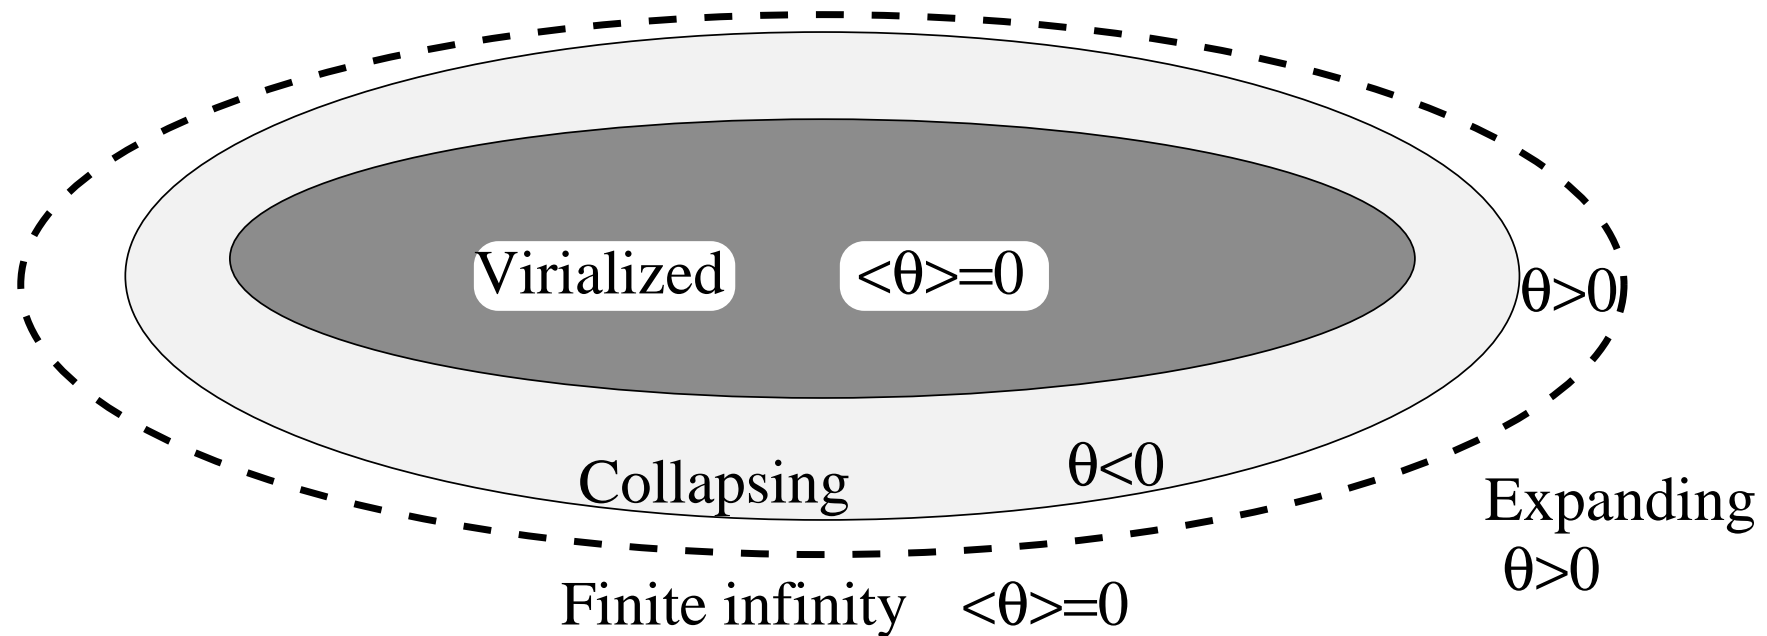 Virialized <θ>=0
θ>0
Collapsing θ<0
Expanding
θ>0
Finite infinity <θ>=0